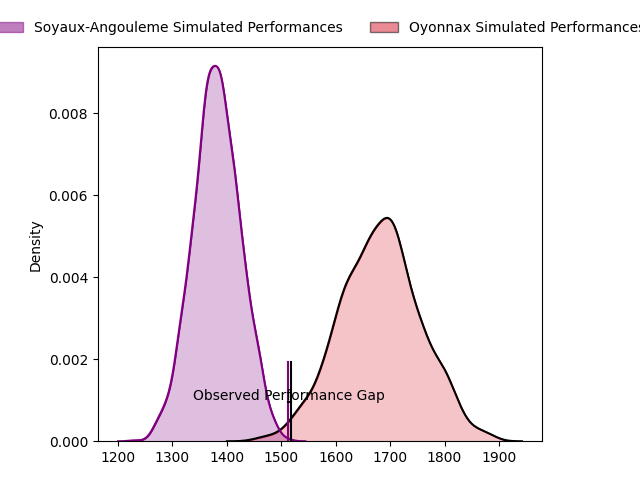 Soyaux-Angouleme Simulated Performances
Oyonnax Simulated Performances
Density
0.008
0.006
0.004
0.002
0.000
Observed Performance Gap
1200 1300 1400 1500 1600 1700 1800 1900